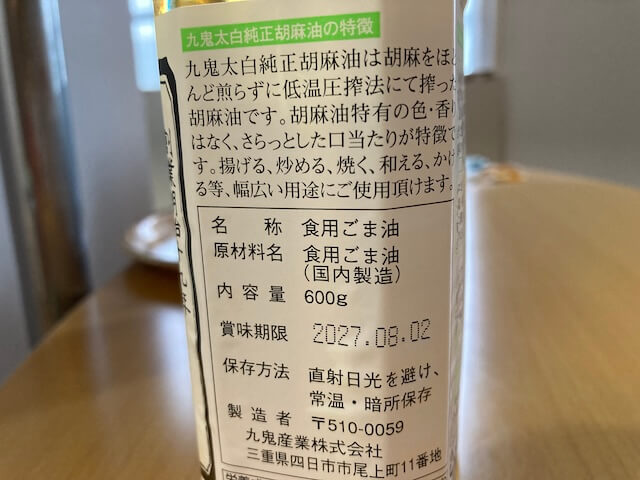 九鬼太白純正胡麻油の特徴
九鬼太白純正胡麻油は胡麻をほと
んど煎らずに低温圧搾法にて搾った
胡麻油です。胡麻油特有の色・香り
はなく、さらっとした口当たりが特徴で
す。揚げる、炒める、焼く、和える、かけ
る等、幅広い用途にご使用頂けます。
名 称 食用ごま油
原材料名 食用ごま油
（国内製造）
内容量 600g
賞味期限 2027.08.02
保存方法 直射日光を避け、
常温・暗所保存
製造者 〒510-0059
九鬼産業株式会社
三重県四日市市尾上町11番地